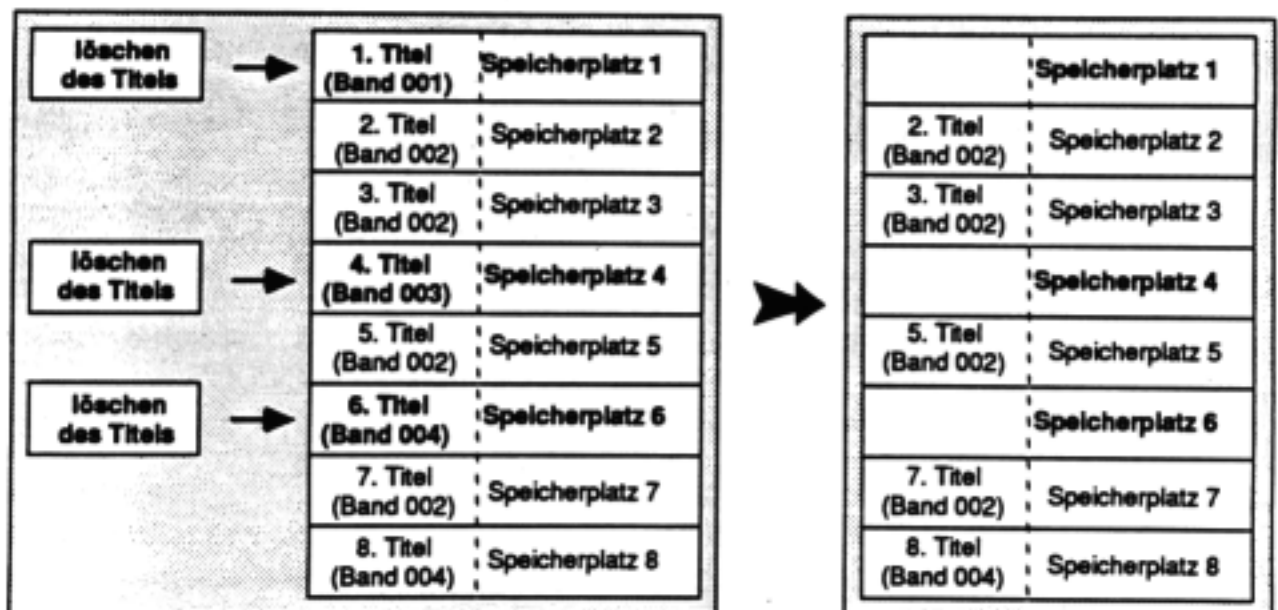 löschen
des Titels
1. Titel
(Band 001)
Speicherplatz 1
2. Titel
(Band 002)
Speicherplatz 2
3. Titel
(Band 002)
Speicherplatz 3
löschen
des Titels
4. Titel
(Band 003)
Speicherplatz 4
5. Titel
(Band 002)
Speicherplatz 5
löschen
des Titels
6. Titel
(Band 004)
Speicherplatz 6
7. Titel
(Band 002)
Speicherplatz 7
8. Titel
(Band 004)
Speicherplatz 8
Speicherplatz 1
2. Titel
(Band 002)
Speicherplatz 2
3. Titel
(Band 002)
Speicherplatz 3
Speicherplatz 4
5. Titel
(Band 002)
Speicherplatz 5
Speicherplatz 6
7. Titel
(Band 002)
Speicherplatz 7
8. Titel
(Band 004)
Speicherplatz 8